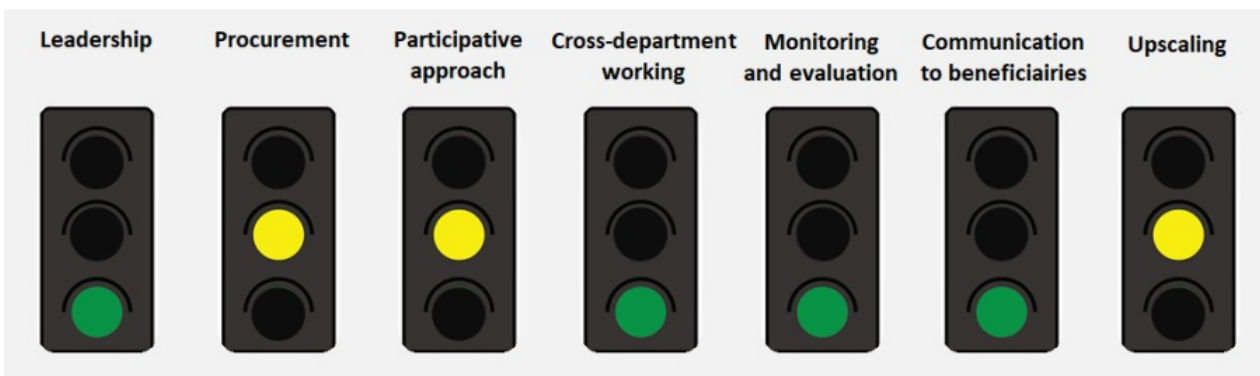 Leadership
Procurement
Participative
approach
Cross-department
working
Monitoring
and evaluation
Communication
to beneficiairies
Upscaling